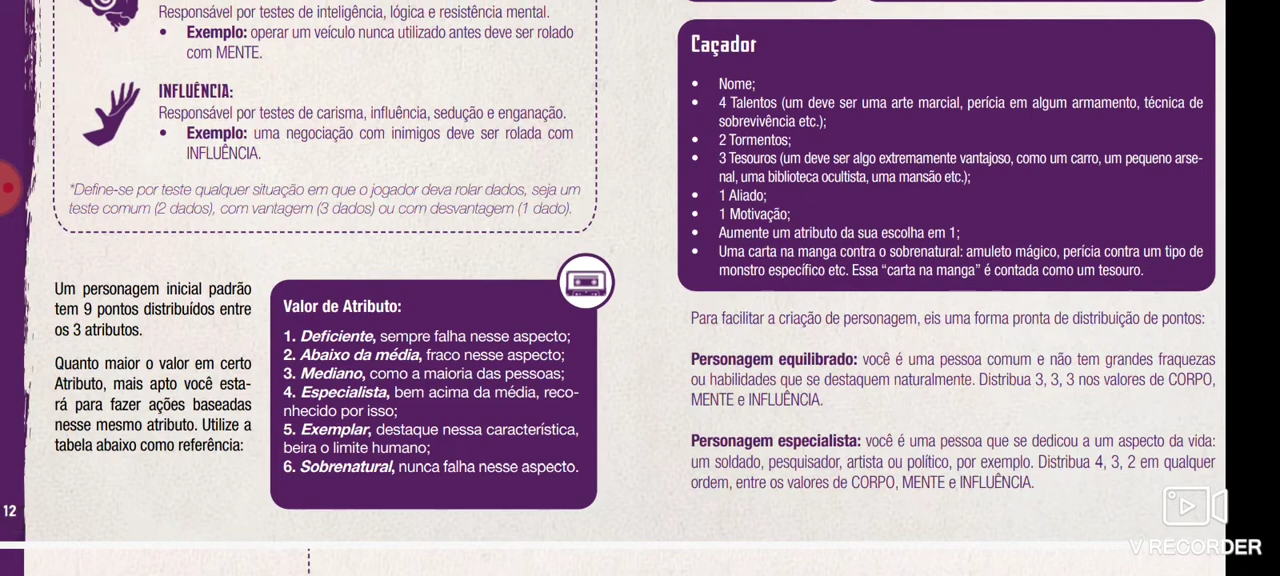 Responsável por testes de inteligência, lógica e resistência mental.
• Exemplo: operar um veículo nunca utilizado antes deve ser rolado
com MENTE.
INFLUÊNCIA:
Responsável por testes de carisma, influência, sedução e enganação.
• Exemplo: uma negociação com inimigos deve ser rolada com
INFLUÊNCIA.
*Define-se por teste qualquer situação em que o jogador deva rolar dados, seja um
teste comum (2 dados), com vantagem (3 dados) ou com desvantagem (1 dado).
Um personagem inicial padrão
tem 9 pontos distribuídos entre
os 3 atributos.
Quanto maior o valor em certo
Atributo, mais apto você esta-
rá para fazer ações baseadas
nesse mesmo atributo. Utilize a
tabela abaixo como referência:
Valor de Atributo:
1. Deficiente, sempre falha nesse aspecto;
2. Abaixo da média, fraco nesse aspecto;
3. Mediano, como a maioria das pessoas;
4. Especialista, bem acima da média, reco-
nhecido por isso;
5. Exemplar, destaque nessa característica,
beira o limite humano;
6. Sobrenatural, nunca falha nesse aspecto.
12
Caçador
• Nome;
• 4 Talentos (um deve ser uma arte marcial, perícia em algum armamento, técnica de
sobrevivência etc.);
• 2 Tormentos;
• 3 Tesouros (um deve ser algo extremamente vantajoso, como um carro, um pequeno arse-
nal, uma biblioteca ocultista, uma mansão etc.);
• 1 Aliado;
• 1 Motivação;
• Aumente um atributo da sua escolha em 1;
• Uma carta na manga contra o sobrenatural: amuleto mágico, perícia contra um tipo de
monstro específico etc. Essa “carta na manga” é contada como um tesouro.
Para facilitar a criação de personagem, eis uma forma pronta de distribuição de pontos:
Personagem equilibrado: você é uma pessoa comum e não tem grandes fraquezas
ou habilidades que se destaquem naturalmente. Distribua 3, 3, 3 nos valores de CORPO,
MENTE e INFLUÊNCIA.
Personagem especialista: você é uma pessoa que se dedicou a um aspecto da vida:
um soldado, pesquisador, artista ou político, por exemplo. Distribua 4, 3, 2 em qualquer
ordem, entre os valores de CORPO, MENTE e INFLUÊNCIA.
V RECORDER